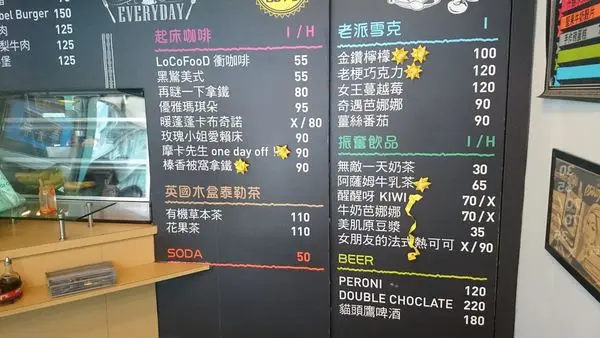 bel Burger 150
肉 125
梨牛肉 125
堡 125
EVERYDAY
起床咖啡 I / H
LoCoFooD 衝咖啡 55
黑驚美式 55
再瞇一下拿鐵 80
優雅瑪琪朵 95
暖蓬蓬卡布奇諾 X / 80
玫瑰小姐愛賴床 90
摩卡先生 one day off ! 90
榛香被窩拿鐵 90
英國木盒泰勒茶
有機草本茶 110
花果茶 110
SODA 50
老派雪克 I
金鑽檸檬 100
老梗巧克力 120
女王蔓越莓 120
奇遇芭娜娜 90
薑絲番茄 90
振奮飲品 I / H
無敵一天奶茶 30
阿薩姆牛乳茶 65
醒醒呀 KIWI 70 / X
牛奶芭娜娜 70 / X
美肌原豆漿 35
女朋友的法式熱可可 X / 90
BEER
PERONI 120
DOUBLE CHOCLATE 220
貓頭鷹啤酒 180